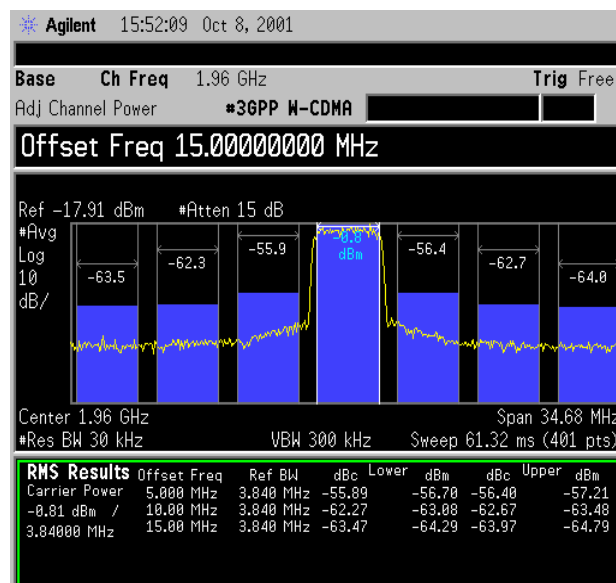 Agilent 15:52:09 Oct 8, 2001
Base Ch Freq 1.96 GHz Trig Free
Adj Channel Power #3GPP W-CDMA
Offset Freq 15.00000000 MHz
Ref -17.91 dBm #Atten 15 dB
#Avg
Log
10
dB/
-63.5
-62.3
-55.9
-0.8
dBm
-56.4
-62.7
-64.0
Center 1.96 GHz Span 34.68 MHz
#Res BW 30 kHz VBW 300 kHz Sweep 61.32 ms (401 pts)
RMS Results Offset Freq Ref BW dBc Lower dBm dBc Upper dBm
Carrier Power 5.000 MHz 3.840 MHz -55.89 -56.70 -56.40 -57.21
-0.81 dBm / 10.00 MHz 3.840 MHz -62.27 -63.08 -62.67 -63.48
3.84000 MHz 15.00 MHz 3.840 MHz -63.47 -64.29 -63.97 -64.79